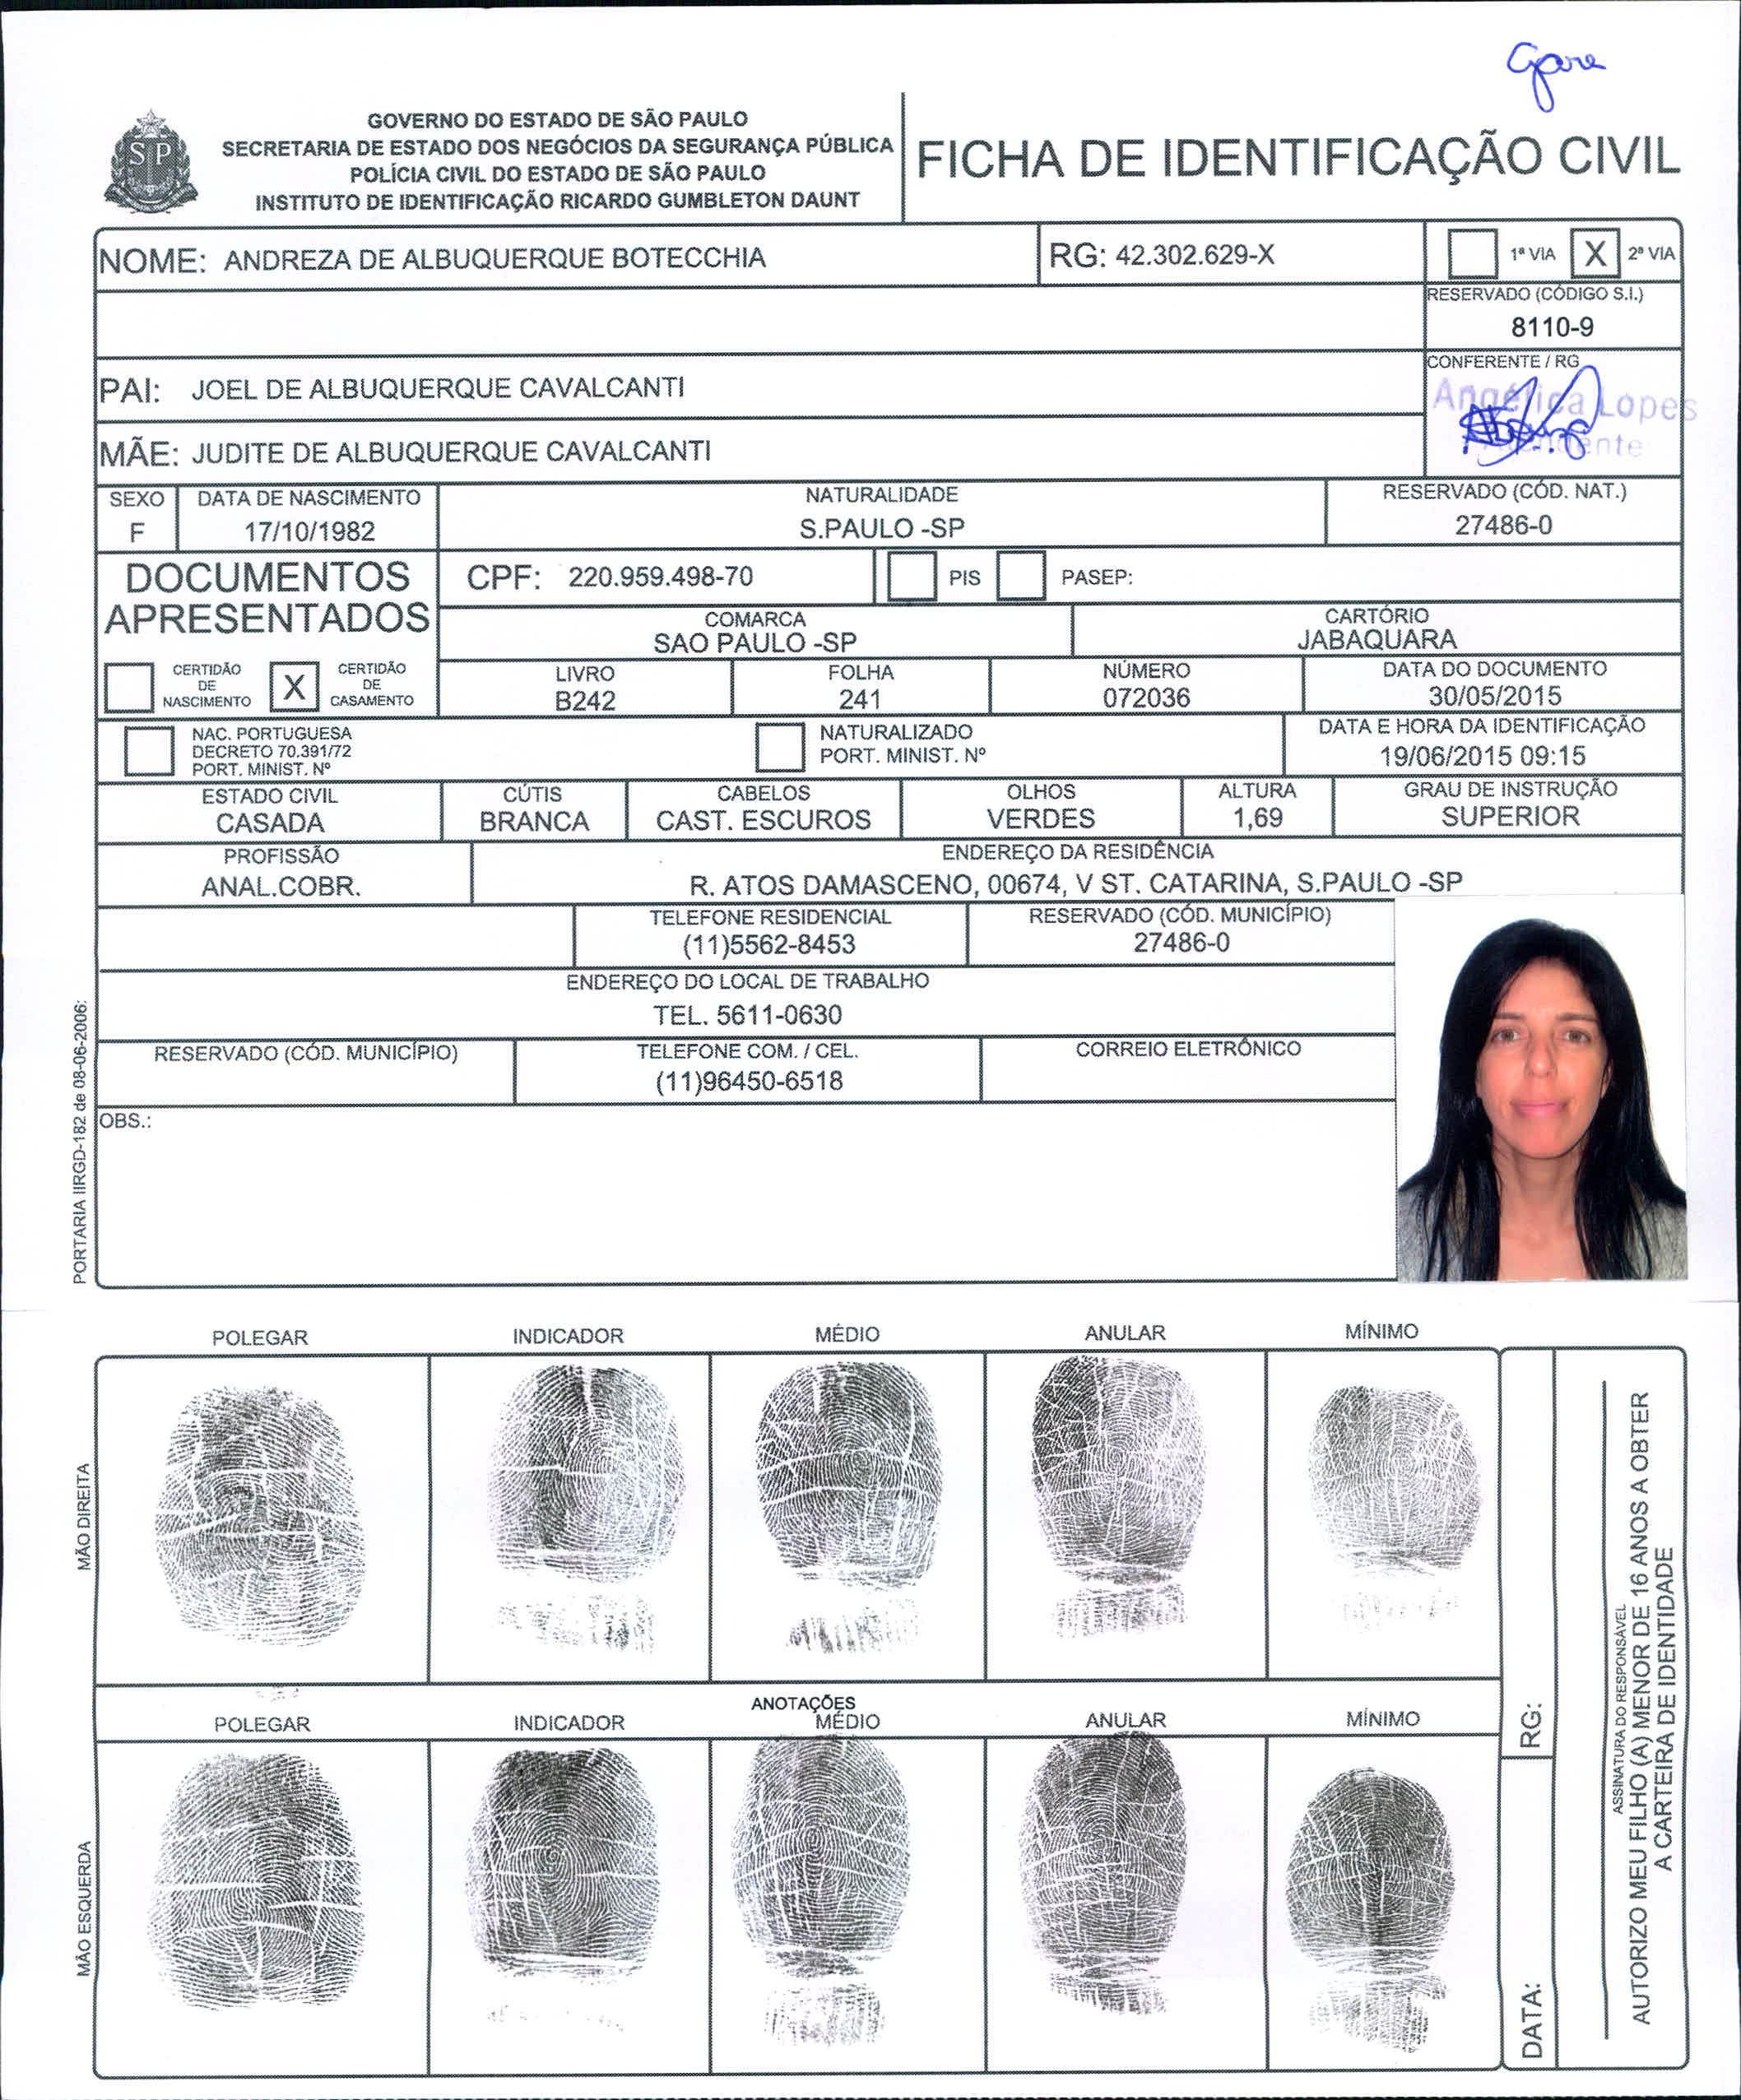 Gare
GOVERNO DO ESTADO DE SÃO PAULO
SECRETARIA DE ESTADO DOS NEGÓCIOS DA SEGURANÇA PÚBLICA
POLÍCIA CIVIL DO ESTADO DE SÃO PAULO
INSTITUTO DE IDENTIFICAÇÃO RICARDO GUMBLETON DAUNT
FICHA DE IDENTIFICAÇÃO CIVIL
SP
NOME: ANDREZA DE ALBUQUERQUE BOTECCHIA
RG: 42.302.629-X
1ª VIA X 2ª VIA
RESERVADO (CÓDIGO S.I.)
8110-9
PAI: JOEL DE ALBUQUERQUE CAVALCANTI
CONFERENTE / RG
Angélica Lopes
MÃE: JUDITE DE ALBUQUERQUE CAVALCANTI
SEXO
F
DATA DE NASCIMENTO
17/10/1982
NATURALIDADE
S.PAULO -SP
RESERVADO (CÓD. NAT.)
27486-0
DOCUMENTOS
APRESENTADOS
CPF: 220.959.498-70
PIS
PASEP:
COMARCA
SAO PAULO -SP
CARTÓRIO
JABAQUARA
CERTIDÃO
DE
NASCIMENTO
X
CERTIDÃO
DE
CASAMENTO
LIVRO
B242
FOLHA
241
NÚMERO
072036
DATA DO DOCUMENTO
30/05/2015
NAC. PORTUGUESA
DECRETO 70.391/72
PORT. MINIST. Nº
NATURALIZADO
PORT. MINIST. Nº
DATA E HORA DA IDENTIFICAÇÃO
19/06/2015 09:15
ESTADO CIVIL
CASADA
CÚTIS
BRANCA
CABELOS
CAST. ESCUROS
OLHOS
VERDES
ALTURA
1,69
GRAU DE INSTRUÇÃO
SUPERIOR
PROFISSÃO
ANAL.COBR.
ENDEREÇO DA RESIDÊNCIA
R. ATOS DAMASCENO, 00674, V ST. CATARINA, S.PAULO -SP
TELEFONE RESIDENCIAL
(11)5562-8453
RESERVADO (CÓD. MUNICÍPIO)
27486-0
ENDEREÇO DO LOCAL DE TRABALHO
TEL. 5611-0630
RESERVADO (CÓD. MUNICÍPIO)
TELEFONE COM. / CEL.
(11)96450-6518
CORREIO ELETRÔNICO
OBS.:
PORTARIA IIRGD-182 de 08-06-2006:
POLEGAR INDICADOR MÉDIO ANULAR MÍNIMO
MÃO DIREITA
ANOTAÇÕES
POLEGAR INDICADOR MÉDIO ANULAR MÍNIMO
MÃO ESQUERDA
RG:
DATA:
ASSINATURA DO RESPONSÁVEL
AUTORIZO MEU FILHO (A) MENOR DE 16 ANOS A OBTER
A CARTEIRA DE IDENTIDADE